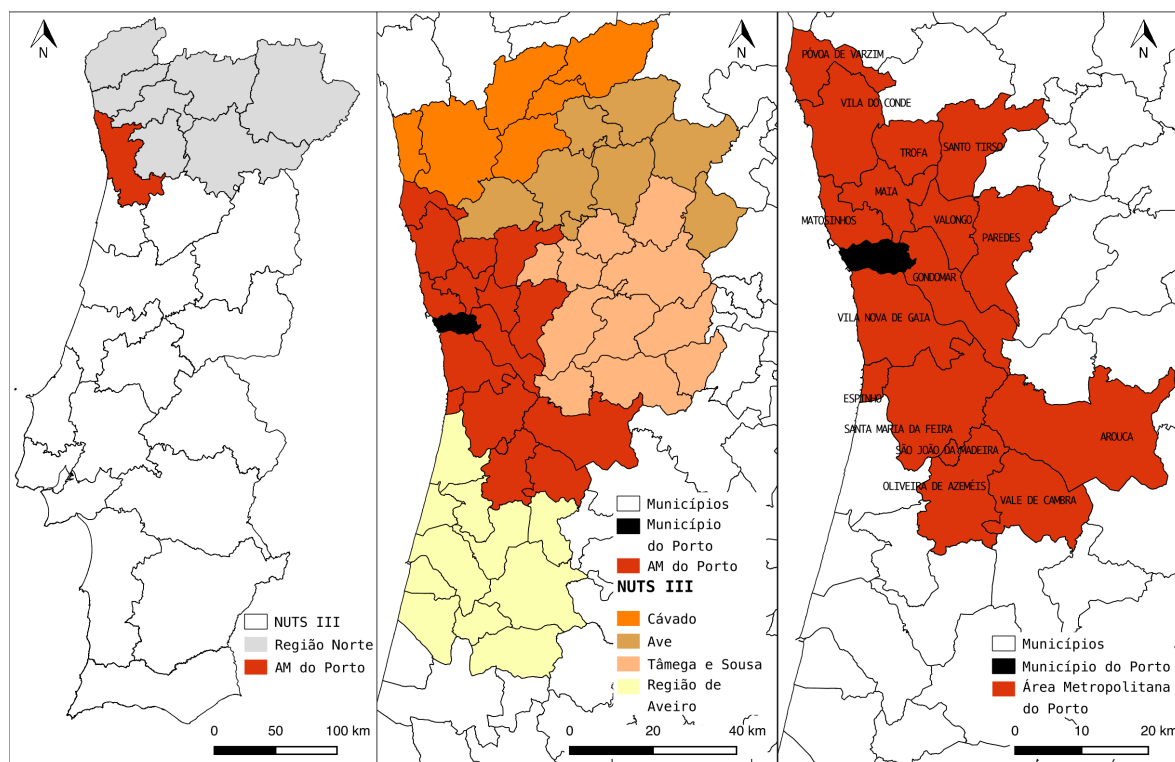 N
NUTS III
Região Norte
AM do Porto
0 50 100 km
N
Municípios
Município
do Porto
AM do Porto
NUTS III
Cávado
Ave
Tâmega e Sousa
Região de
Aveiro
0 20 40 km
N
PÓVOA DE VARZIM
VILA DO CONDE
TROFA
SANTO TIRSO
MAIA
MATOSINHOS
VALONGO
PAREDES
GONDOMAR
VILA NOVA DE GAIA
ESPINHO
SANTA MARIA DA FEIRA
AROUCA
SÃO JOÃO DA MADEIRA
OLIVEIRA DE AZEMÉIS
VALE DE CAMBRA
Municípios
Município do Porto
Área Metropolitana
do Porto
0 10 20 km